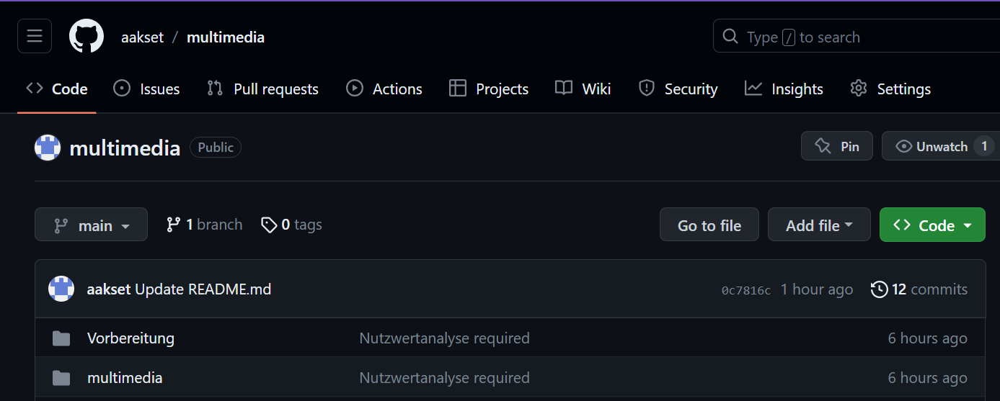 aakset / multimedia
Type / to search
Code Issues Pull requests Actions Projects Wiki Security Insights Settings
multimedia Public
Pin Unwatch 1
main 1 branch 0 tags
Go to file Add file Code
aakset Update README.md 0c7816c 1 hour ago 12 commits
Vorbereitung Nutzwertanalyse required 6 hours ago
multimedia Nutzwertanalyse required 6 hours ago